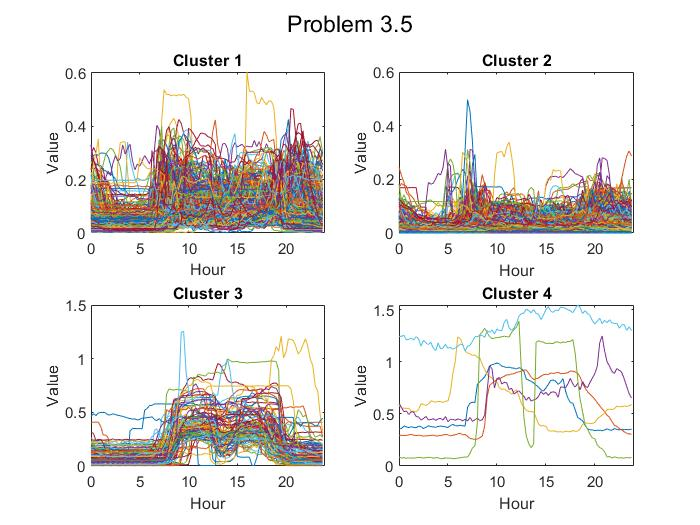 Problem 3.5
Cluster 1
Cluster 2
0.6
0.4
0.2
0
Value
0 5 10 15 20
Hour
0.6
0.4
0.2
0
Value
0 5 10 15 20
Hour
Cluster 3
Cluster 4
1.5
1
0.5
0
Value
0 5 10 15 20
Hour
1.5
1
0.5
0
Value
0 5 10 15 20
Hour